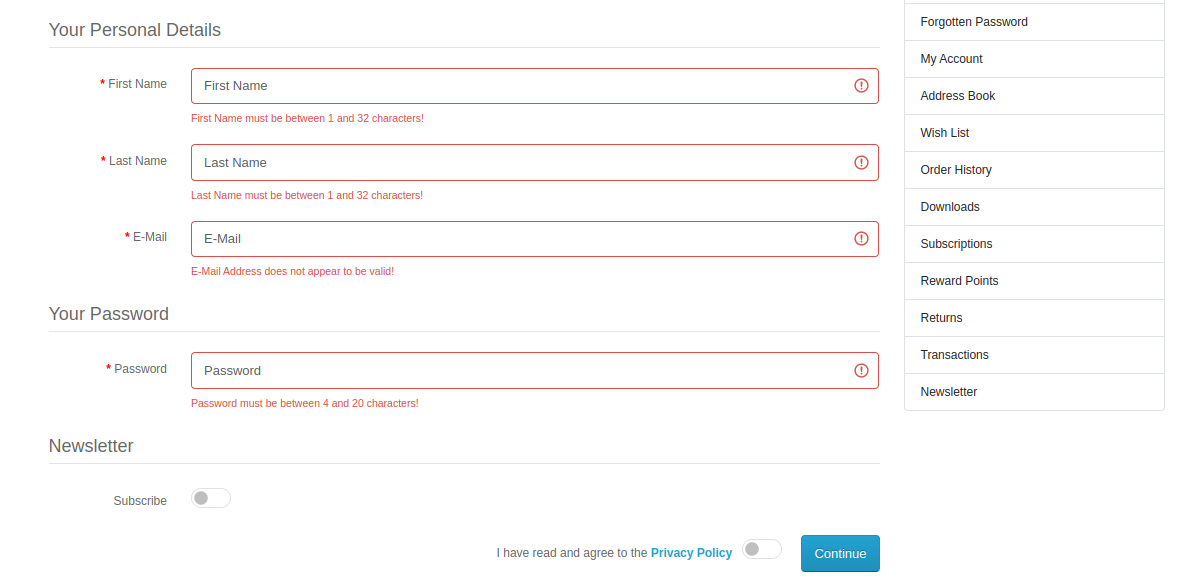 Your Personal Details
* First Name
First Name
First Name must be between 1 and 32 characters!
* Last Name
Last Name
Last Name must be between 1 and 32 characters!
* E-Mail
E-Mail
E-Mail Address does not appear to be valid!
Your Password
* Password
Password
Password must be between 4 and 20 characters!
Newsletter
Subscribe
I have read and agree to the Privacy Policy
Continue
Forgotten Password
My Account
Address Book
Wish List
Order History
Downloads
Subscriptions
Reward Points
Returns
Transactions
Newsletter